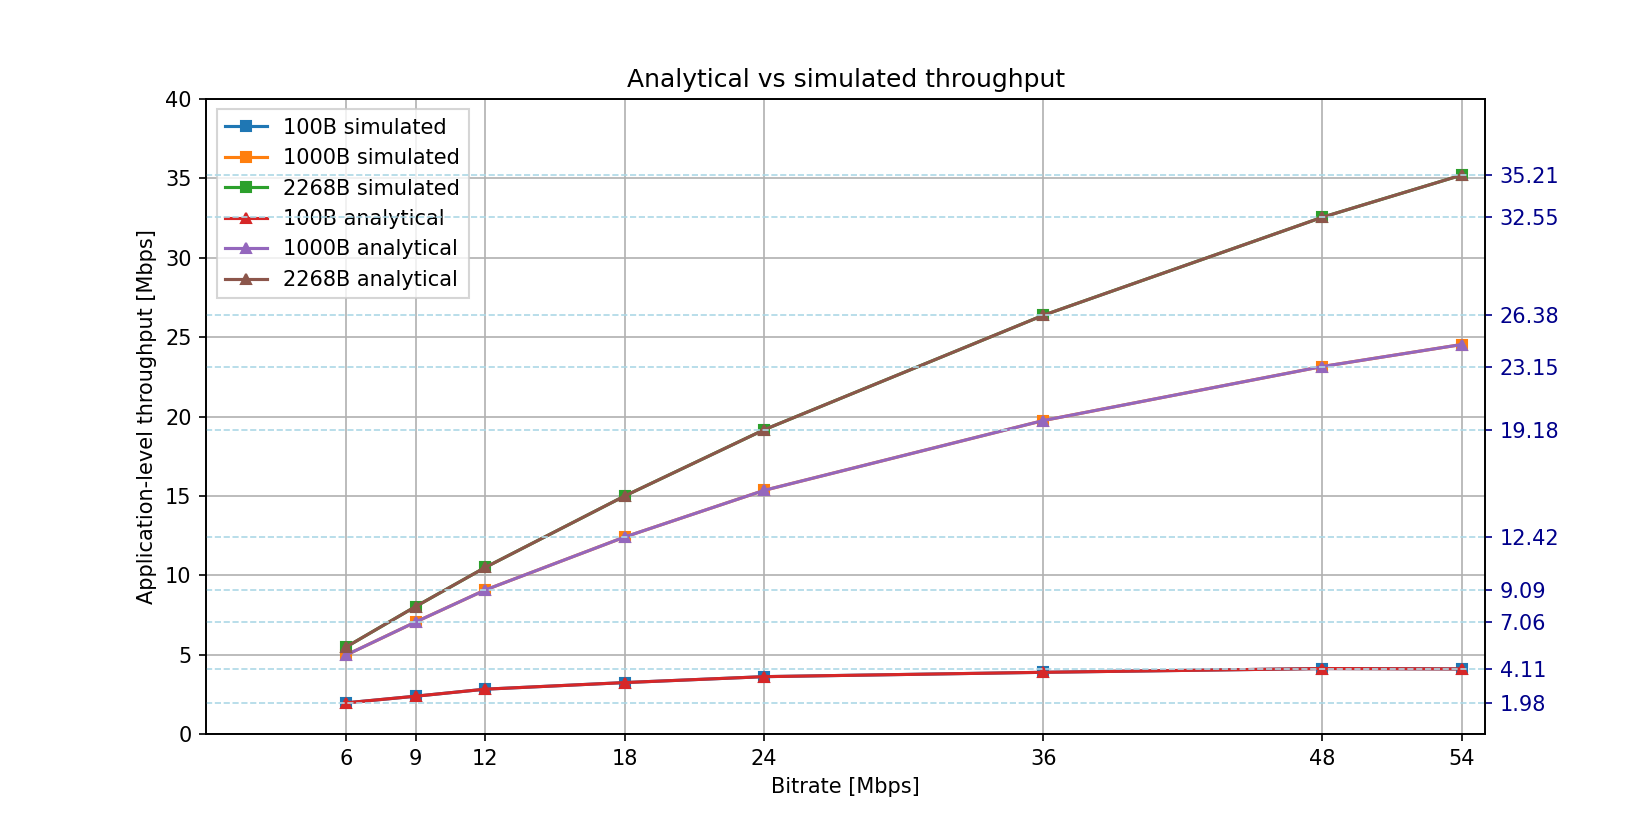 Analytical vs simulated throughput
40
35
30
25
20
15
10
5
0
Application-level throughput [Mbps]
100B simulated
1000B simulated
2268B simulated
100B analytical
1000B analytical
2268B analytical
35.21
32.55
26.38
23.15
19.18
12.42
9.09
7.06
4.11
1.98
6 9 12 18 24 36 48 54
Bitrate [Mbps]